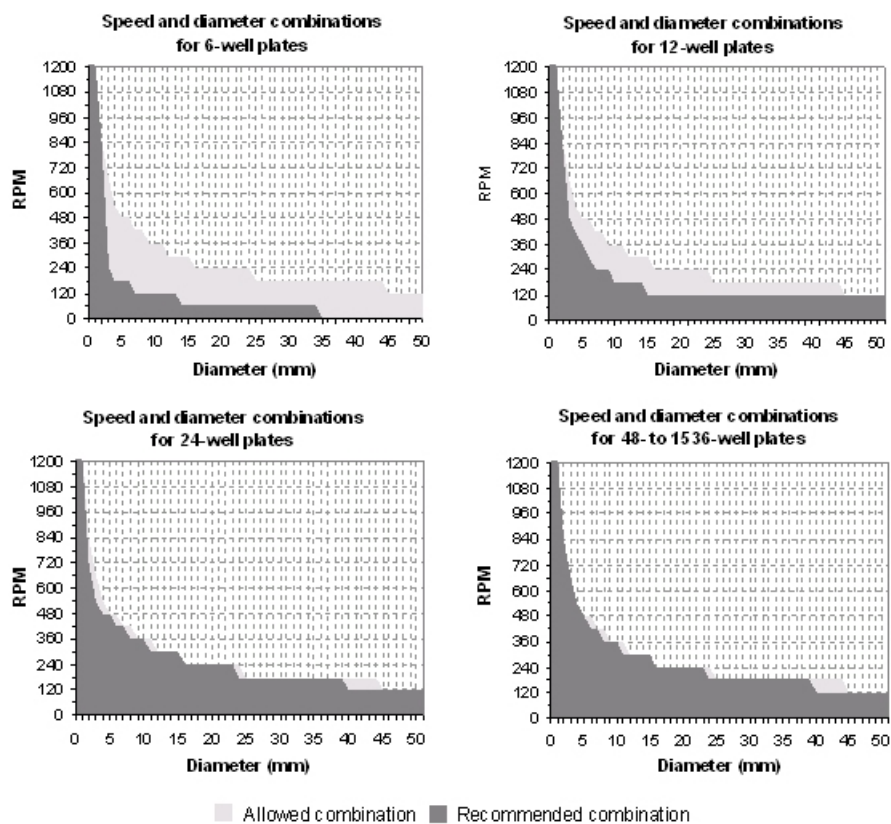 Speed and diameter combinations
for 6-well plates
1200
1080
960
840
720
600
480
360
240
120
0
RPM
0 5 10 15 20 25 30 35 40 45 50
Diameter (mm)
Speed and diameter combinations
for 12-well plates
1200
1080
960
840
720
600
480
360
240
120
0
RPM
0 5 10 15 20 25 30 35 40 45 50
Diameter (mm)
Speed and diameter combinations
for 24-well plates
1200
1080
960
840
720
600
480
360
240
120
0
RPM
0 5 10 15 20 25 30 35 40 45 50
Diameter (mm)
Speed and diameter combinations
for 48- to 1536-well plates
1200
1080
960
840
720
600
480
360
240
120
0
RPM
0 5 10 15 20 25 30 35 40 45 50
Diameter (mm)
Allowed combination Recommended combination